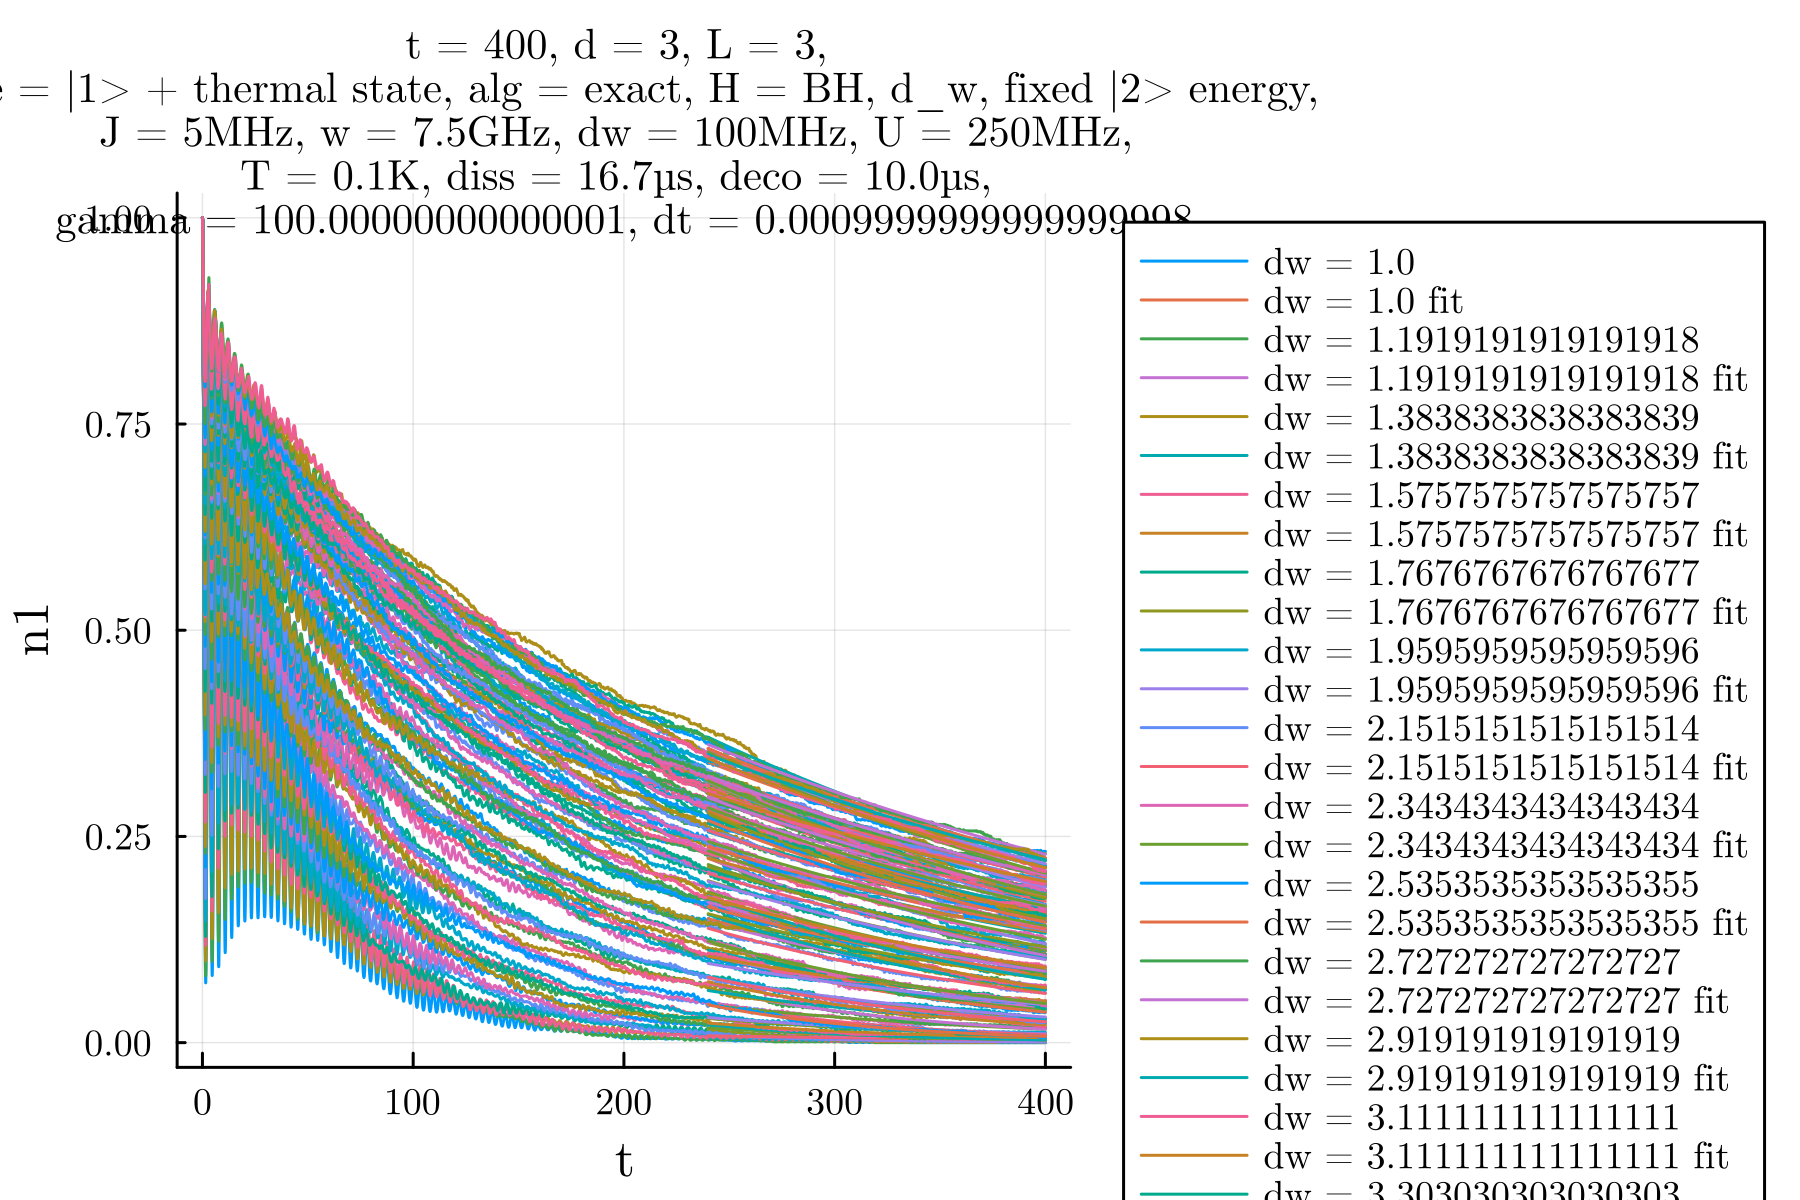 t = 400, d = 3, L = 3,
= |1> + thermal state, alg = exact, H = BH, d_w, fixed |2> energy,
J = 5MHz, w = 7.5GHz, dw = 100MHz, U = 250MHz,
T = 0.1K, diss = 16.7µs, deco = 10.0µs,
gamma = 100.00000000000001, dt = 0.0009999999999999998
1.00
0.75
0.50
0.25
0.00
n1
0 100 200 300 400
t
dw = 1.0
dw = 1.0 fit
dw = 1.1919191919191918
dw = 1.1919191919191918 fit
dw = 1.3838383838383839
dw = 1.3838383838383839 fit
dw = 1.5757575757575757
dw = 1.5757575757575757 fit
dw = 1.7676767676767677
dw = 1.7676767676767677 fit
dw = 1.9595959595959596
dw = 1.9595959595959596 fit
dw = 2.1515151515151514
dw = 2.1515151515151514 fit
dw = 2.3434343434343434
dw = 2.3434343434343434 fit
dw = 2.5353535353535355
dw = 2.5353535353535355 fit
dw = 2.727272727272727
dw = 2.727272727272727 fit
dw = 2.919191919191919
dw = 2.919191919191919 fit
dw = 3.111111111111111
dw = 3.111111111111111 fit
dw = 3.303030303030303